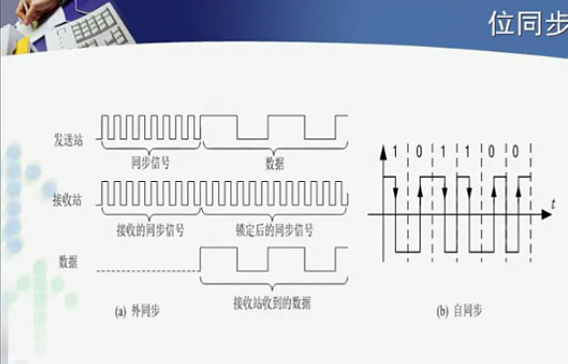 位同步
发送站
同步信号
数据
接收站
接收的同步信号
锁定后的同步信号
数据
接收站收到的数据
(a) 外同步
1 0 1 1 0 0
t
(b) 自同步